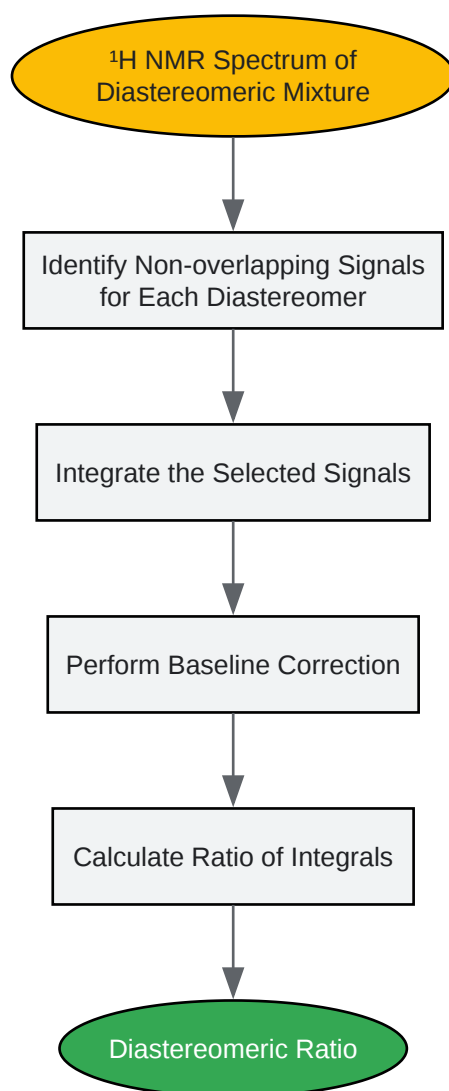 ¹H NMR Spectrum of
Diastereomeric Mixture
Identify Non-overlapping Signals
for Each Diastereomer
Integrate the Selected Signals
Perform Baseline Correction
Calculate Ratio of Integrals
Diastereomeric Ratio